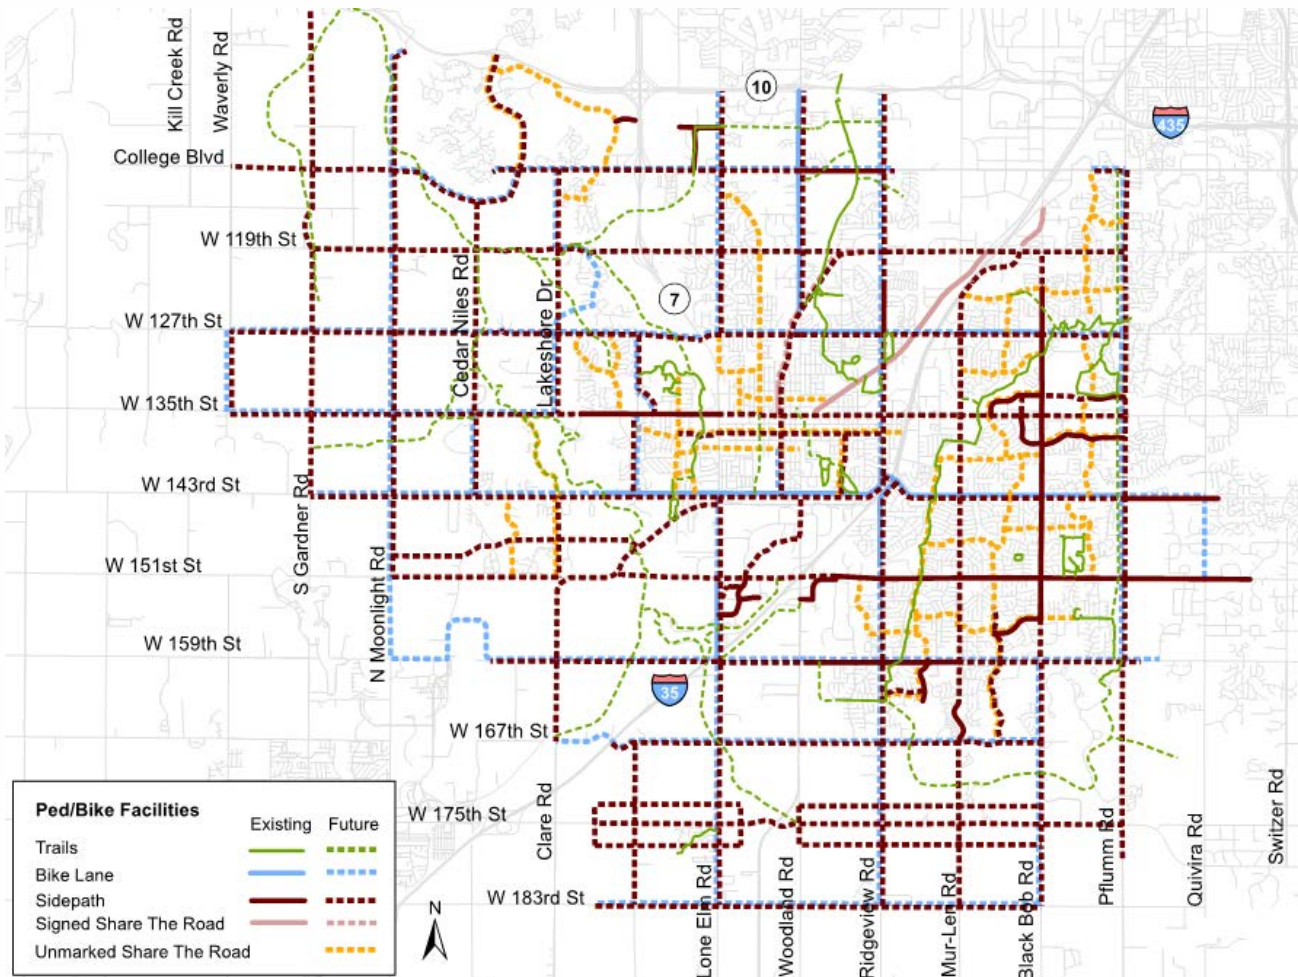 Kill Creek Rd
Waverly Rd
10
435
College Blvd
W 119th St
Cedar Niles Rd
Lakeshore Dr
7
W 127th St
W 135th St
W 143rd St
S Gardner Rd
N Moonlight Rd
W 151st St
W 159th St
35
W 167th St
Clare Rd
W 175th St
W 183rd St
Lone Elm Rd
Woodland Rd
Ridgeview Rd
Mur-Len Rd
Black Bob Rd
Pflumm Rd
Quivira Rd
Switzer Rd
Ped/Bike Facilities
Existing Future
Trails
Bike Lane
Sidepath
Signed Share The Road
Unmarked Share The Road
N